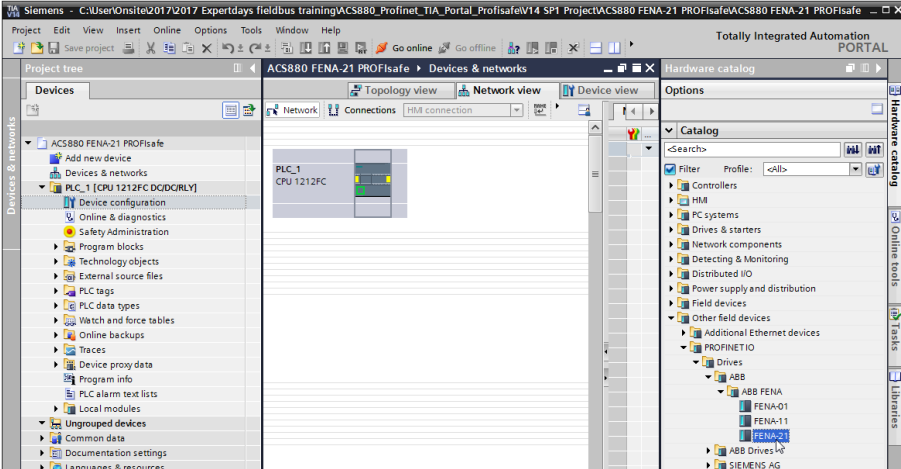 Siemens - C:\User\Onsite\2017\2017 Expertdays fieldbus training\ACS880_Profinet_TIA_Portal_Profisafe\V14 SP1 Project\ACS880 FENA-21 PROFIsafe\ACS880 FENA-21 PROFIsafe
TIA V14
Project Edit View Insert Online Options Tools Window Help
Totally Integrated Automation
PORTAL
Save project
Go online
Go offline
Project tree
Devices
Devices & networks
ACS880 FENA-21 PROFIsafe
Add new device
Devices & networks
PLC_1 [CPU 1212FC DC/DC/RLY]
Device configuration
Online & diagnostics
Safety Administration
Program blocks
Technology objects
External source files
PLC tags
PLC data types
Watch and force tables
Online backups
Traces
Device proxy data
Program info
PLC alarm text lists
Local modules
Ungrouped devices
Common data
Documentation settings
Languages & resources
ACS880 FENA-21 PROFIsafe Devices & networks
Topology view
Network view
Device view
Network
Connections
HMI connection
PLC_1
CPU 1212FC
Hardware catalog
Options
Catalog
<Search>
Filter
Profile:
<All>
Controllers
HMI
PC systems
Drives & starters
Network components
Detecting & Monitoring
Distributed I/O
Power supply and distribution
Field devices
Other field devices
Additional Ethernet devices
PROFINET IO
Drives
ABB
ABB FENA
FENA-01
FENA-11
FENA-21
ABB Drives
SIEMENS AG
Hardware catalog
Online tools
Tasks
Libraries